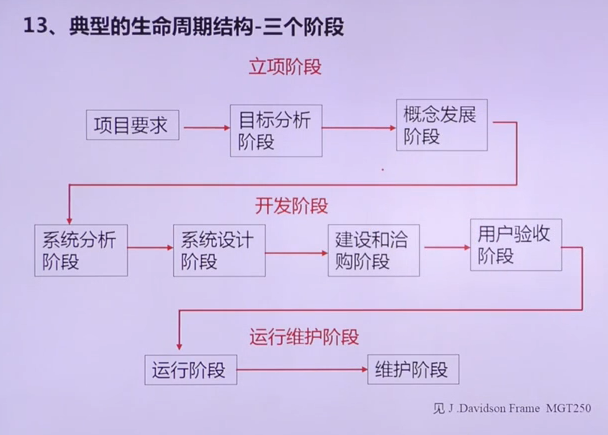 13、典型的生命周期结构-三个阶段
立项阶段
项目要求
目标分析
阶段
概念发展
阶段
开发阶段
系统分析
阶段
系统设计
阶段
建设和洽
购阶段
用户验收
阶段
运行维护阶段
运行阶段
维护阶段
见 J .Davidson Frame MGT250